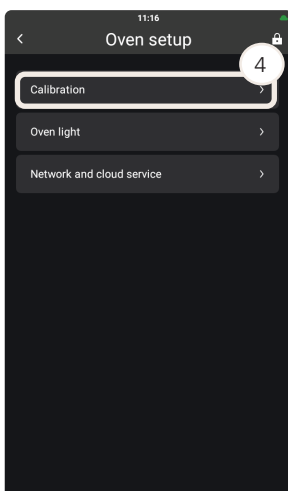 11:16
Oven setup
4
Calibration
Oven light
Network and cloud service